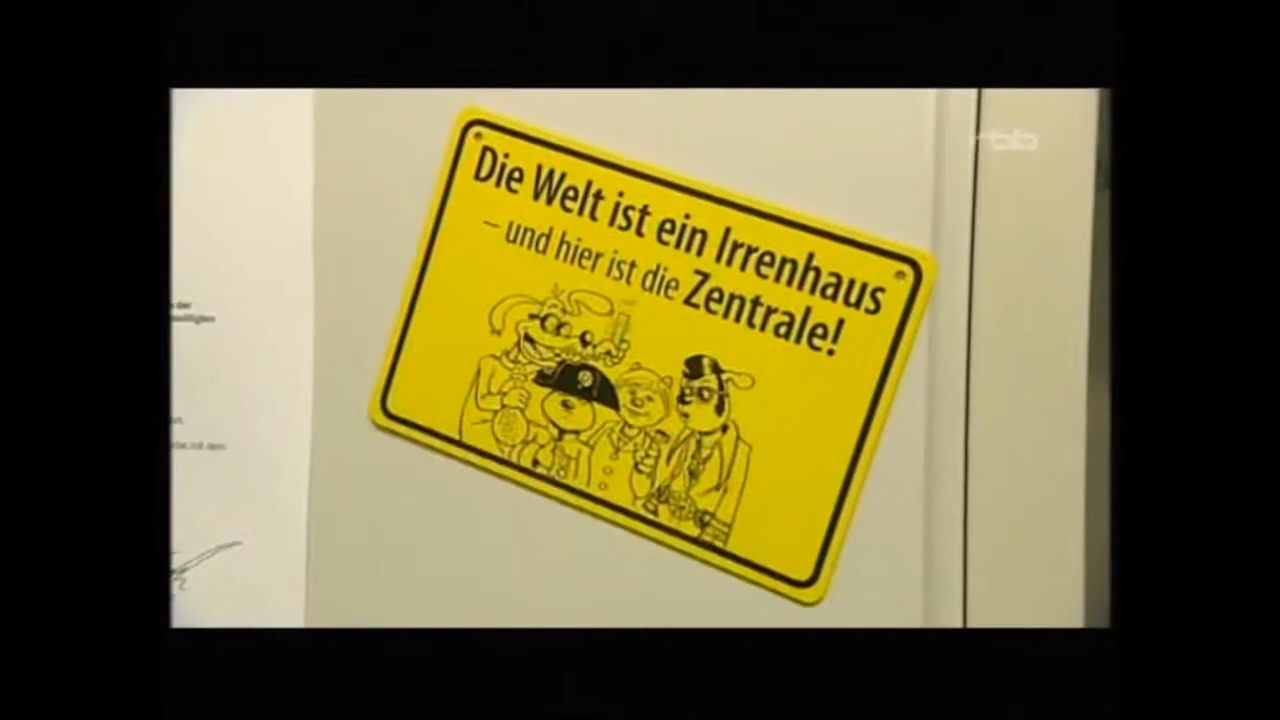 Die Welt ist ein Irrenhaus
– und hier ist die Zentrale!